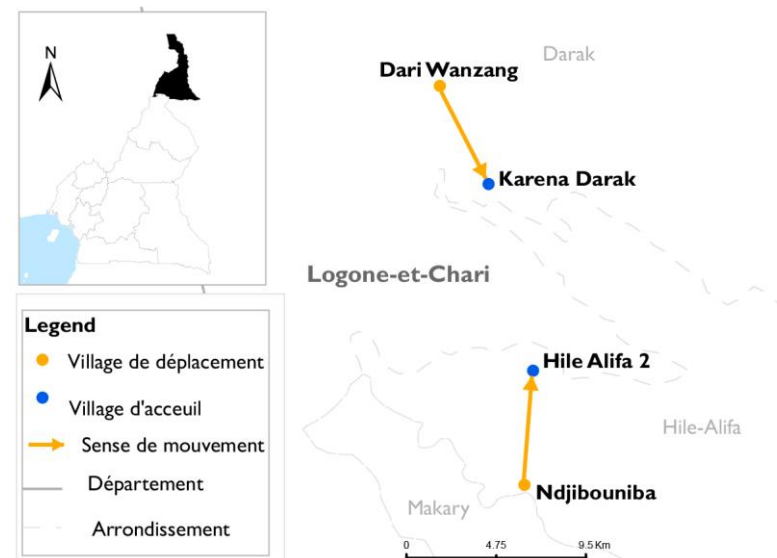 N
Darak
Dari Wanzang
Karena Darak
Logone-et-Chari
Legend
Village de déplacement
Village d'acceuil
Sense de mouvement
Département
Arrondissement
Hile Alifa 2
Hile-Alifa
Ndjibouniba
Makary
0 4.75 9.5 Km